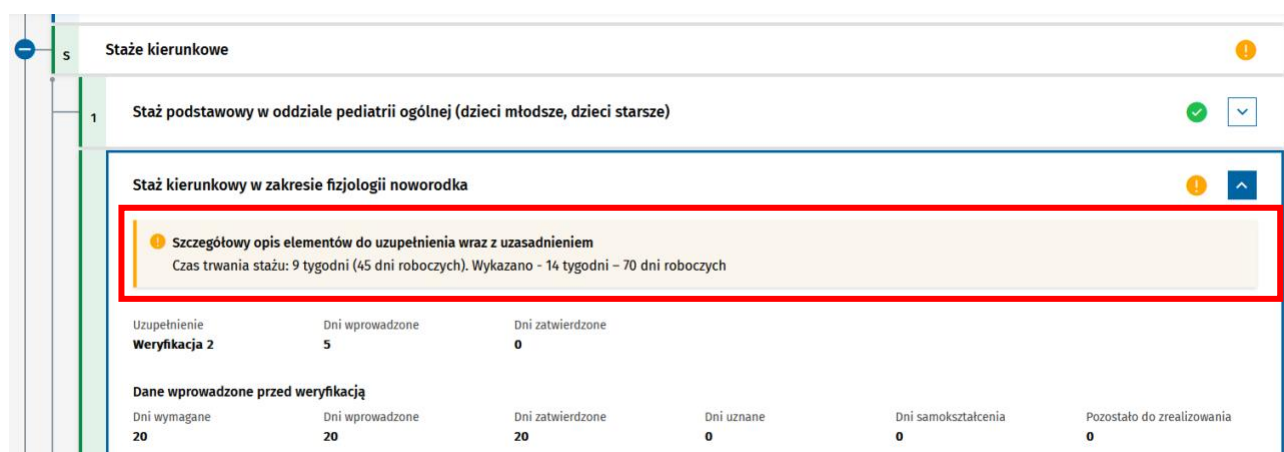 S Staże kierunkowe
1 Staż podstawowy w oddziale pediatrii ogólnej (dzieci młodsze, dzieci starsze)
Staż kierunkowy w zakresie fizjologii noworodka
Szczegółowy opis elementów do uzupełnienia wraz z uzasadnieniem
Czas trwania stażu: 9 tygodni (45 dni roboczych). Wykazano - 14 tygodni – 70 dni roboczych
Uzupełnienie Dni wprowadzone Dni zatwierdzone
Weryfikacja 2 5 0
Dane wprowadzone przed weryfikacją
Dni wymagane Dni wprowadzone Dni zatwierdzone Dni uznane Dni samokształcenia Pozostało do zrealizowania
20 20 20 0 0 0